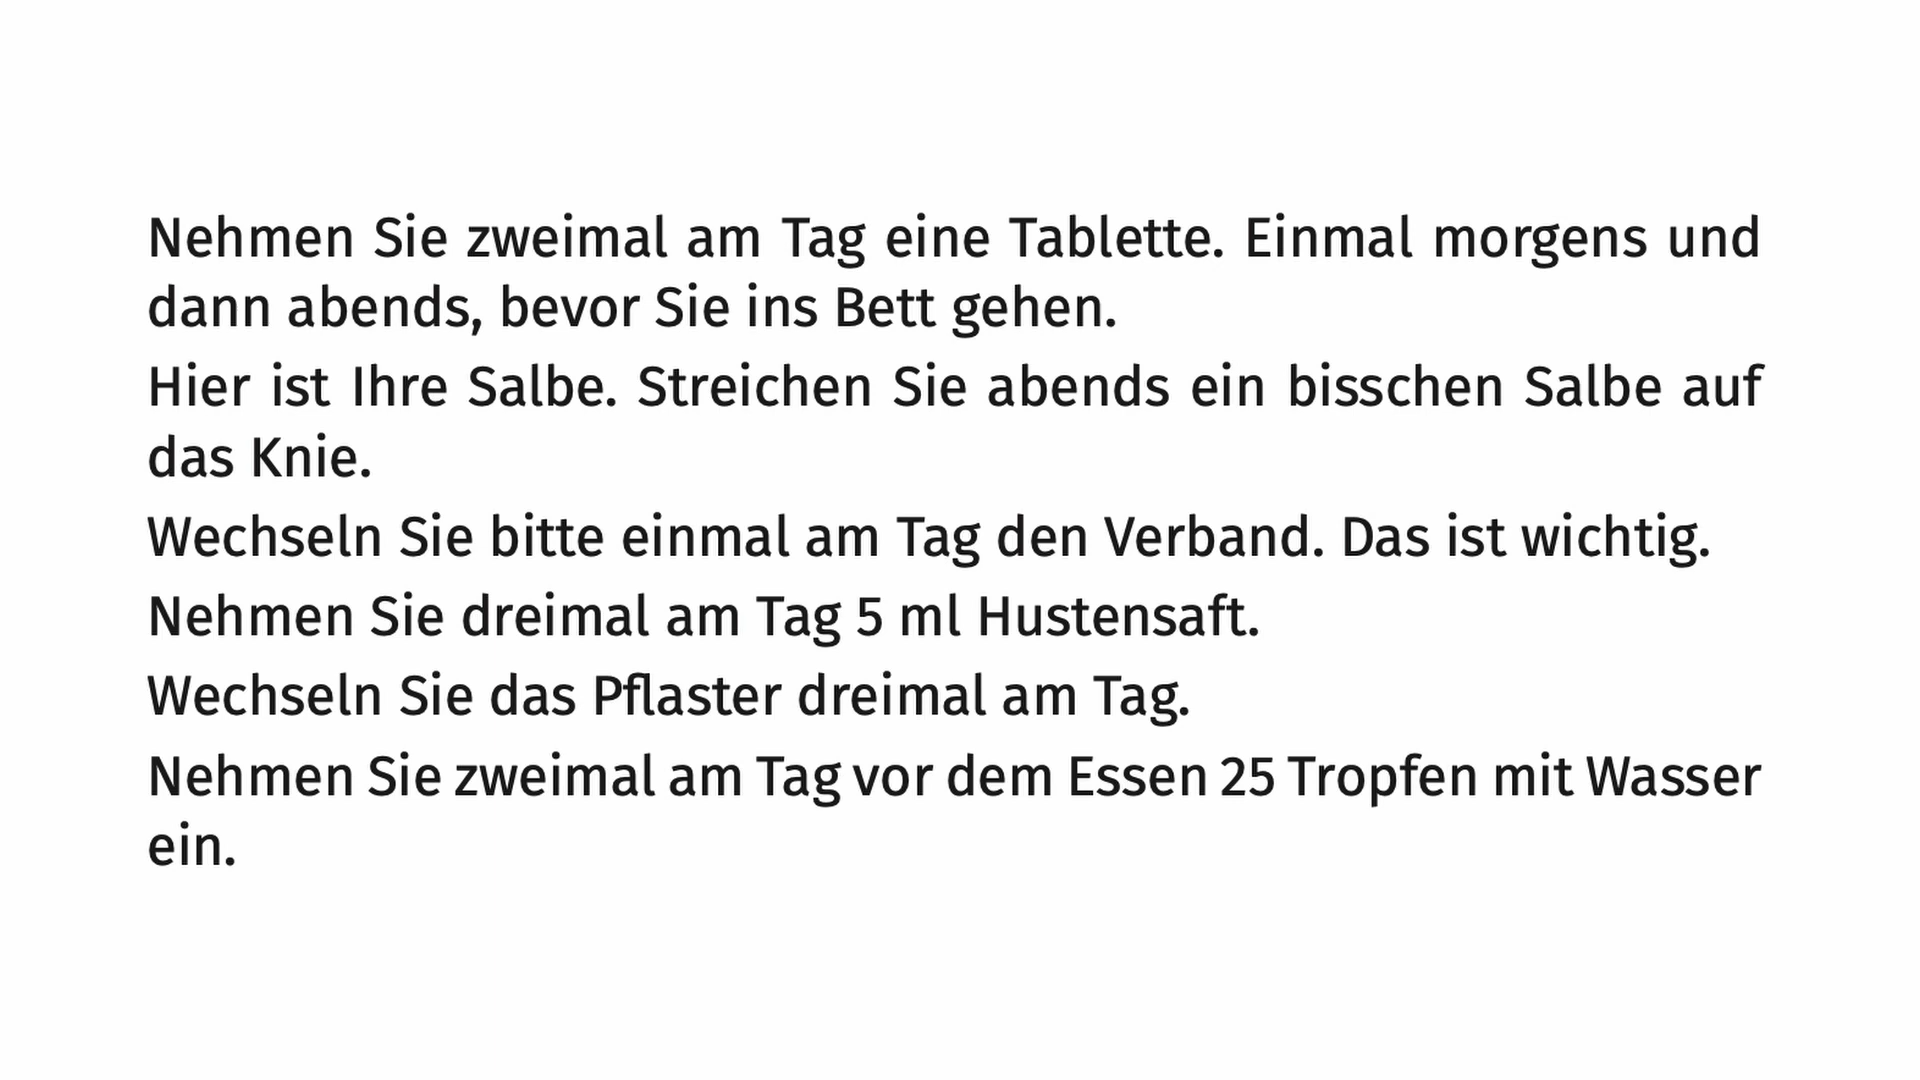 Nehmen Sie zweimal am Tag eine Tablette. Einmal morgens und
dann abends, bevor Sie ins Bett gehen.
Hier ist Ihre Salbe. Streichen Sie abends ein bisschen Salbe auf
das Knie.
Wechseln Sie bitte einmal am Tag den Verband. Das ist wichtig.
Nehmen Sie dreimal am Tag 5 ml Hustensaft.
Wechseln Sie das Pflaster dreimal am Tag.
Nehmen Sie zweimal am Tag vor dem Essen 25 Tropfen mit Wasser
ein.